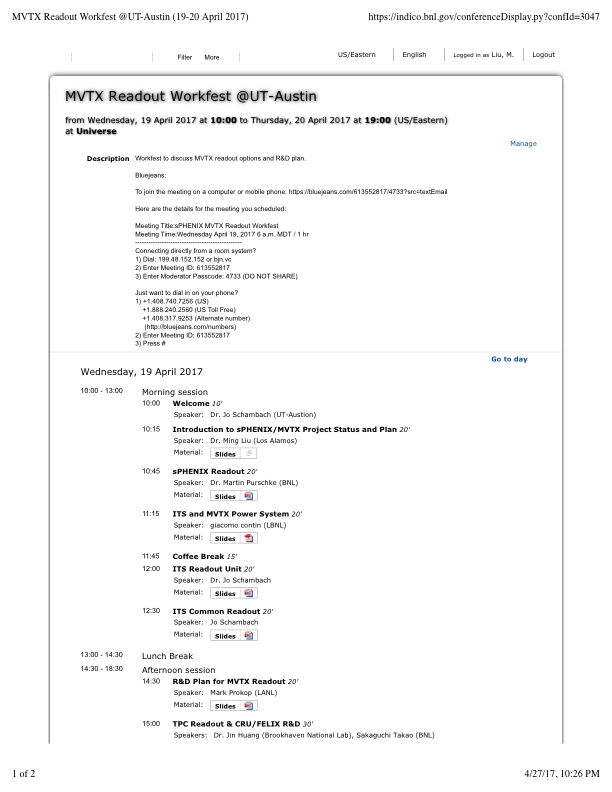 MVTX Readout Workfest @UT-Austin (19-20 April 2017) https://indico.bnl.gov/conferenceDisplay.py?confId=3047
Filter More US/Eastern English Logged in as Liu, M. Logout
MVTX Readout Workfest @UT-Austin
from Wednesday, 19 April 2017 at 10:00 to Thursday, 20 April 2017 at 19:00 (US/Eastern)
at Universe
Manage
Description Workfest to discuss MVTX readout options and R&D plan.
Bluejeans:
To join the meeting on a computer or mobile phone: https://bluejeans.com/613552817/4733?src=textEmail
Here are the details for the meeting you scheduled:
Meeting Title:sPHENIX MVTX Readout Workfest
Meeting Time:Wednesday April 19, 2017 6 a.m. MDT / 1 hr
------------------------------------------------
Connecting directly from a room system?
1) Dial: 199.48.152.152 or bjn.vc
2) Enter Meeting ID: 613552817
3) Enter Moderator Passcode: 4733 (DO NOT SHARE)
Just want to dial in on your phone?
1) +1.408.740.7256 (US)
+1.888.240.2560 (US Toll Free)
+1.408.317.9253 (Alternate number)
(http://bluejeans.com/numbers)
2) Enter Meeting ID: 613552817
3) Press #
Go to day
Wednesday, 19 April 2017
10:00 - 13:00 Morning session
10:00 Welcome 10'
Speaker: Dr. Jo Schambach (UT-Austion)
10:15 Introduction to sPHENIX/MVTX Project Status and Plan 20'
Speaker: Dr. Ming Liu (Los Alamos)
Material: Slides
10:45 sPHENIX Readout 20'
Speaker: Dr. Martin Purschke (BNL)
Material: Slides
11:15 ITS and MVTX Power System 20'
Speaker: giacomo contin (LBNL)
Material: Slides
11:45 Coffee Break 15'
12:00 ITS Readout Unit 20'
Speaker: Dr. Jo Schambach
Material: Slides
12:30 ITS Common Readout 20'
Speaker: Jo Schambach
Material: Slides
13:00 - 14:30 Lunch Break
14:30 - 18:30 Afternoon session
14:30 R&D Plan for MVTX Readout 20'
Speaker: Mark Prokop (LANL)
Material: Slides
15:00 TPC Readout & CRU/FELIX R&D 30'
Speakers: Dr. Jin Huang (Brookhaven National Lab), Sakaguchi Takao (BNL)
1 of 2 4/27/17, 10:26 PM